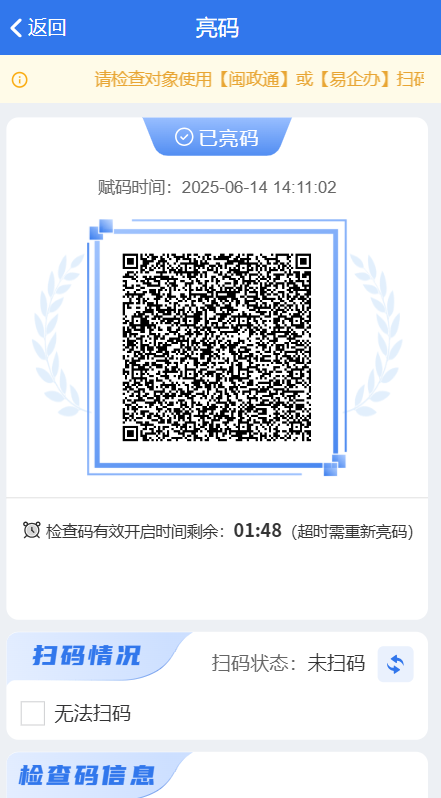 返回
亮码
请检查对象使用【闽政通】或【易企办】扫码
已亮码
赋码时间：2025-06-14 14:11:02
检查码有效开启时间剩余：01:48（超时需重新亮码）
扫码情况
扫码状态：未扫码
无法扫码
检查码信息